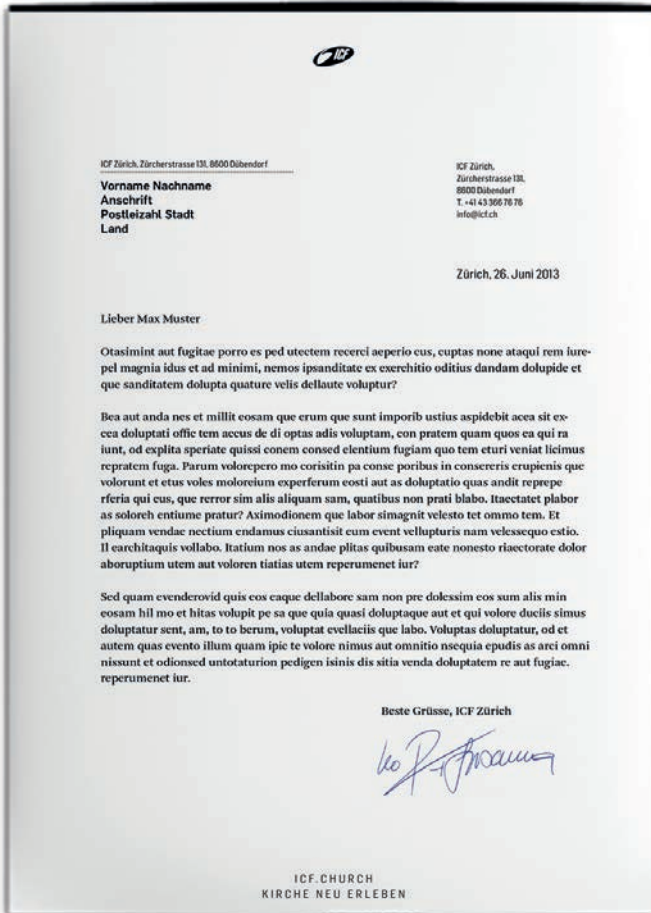 ICF
ICF Zürich, Zürcherstrasse 131, 8600 Dübendorf
Vorname Nachname
Anschrift
Postleizahl Stadt
Land
ICF Zürich,
Zürcherstrasse 131,
8600 Dübendorf
T. +41 43 366 76 76
info@icf.ch
Zürich, 26. Juni 2013
Lieber Max Muster
Otasimint aut fugitae porro es ped utectem recerci aeperio cus, cuptas none ataqui rem iure-
pel magnia idus et ad minimi, nemos ipsanditate ex exerchitio oditius dandam dolupide et
que sanditatem dolupta quature velis dellaute voluptur?
Bea aut anda nes et millit eosam que erum que sunt imporib ustius aspidebit acea sit ex-
cea doluptati offic tem accus de di optas adis voluptam, con pratem quam quos ea qui ra
iunt, od explita speriate quissi conem consed elentium fugiam quo tem eturi veniat licimus
repratem fuga. Parum volorepero mo corisitin pa conse poribus in consereris erupienis que
volorunt et etus voles moloreium experferum eosti aut as doluptatio quas andit reprepe
rferia qui cus, que rerror sim alis aliquam sam, quatibus non prati blabo. Itaectatet plabor
as soloreh entiume pratur? Aximodionem que labor simagnit velesto tet ommo tem. Et
pliquam vendae nectium endamus ciusantisit cum event vellupturis nam velessequo estio.
Il earchitaquis vollabo. Itatium nos as andae plitas quibusam eate nonesto riaectorate dolor
aboruptium utem aut voloren tiatias utem reperumenet iur?
Sed quam evenderovid quis eos eaque dellabore sam non pre dolessim eos sum alis min
eosam hil mo et hitas volupit pe sa que quia quasi doluptaque aut et qui volore duciis simus
doluptatur sent, am, to to berum, voluptat evellaciis que labo. Voluptas doluptatur, od et
autem quas evento illum quam ipic te volore nimus aut omnitio nsequia epudis as arci omni
nissunt et odionsed untotaturion pedigen isinis dis sitia venda doluptatem re aut fugiae.
reperumenet iur.
Beste Grüsse, ICF Zürich
ICF.CHURCH
KIRCHE NEU ERLEBEN